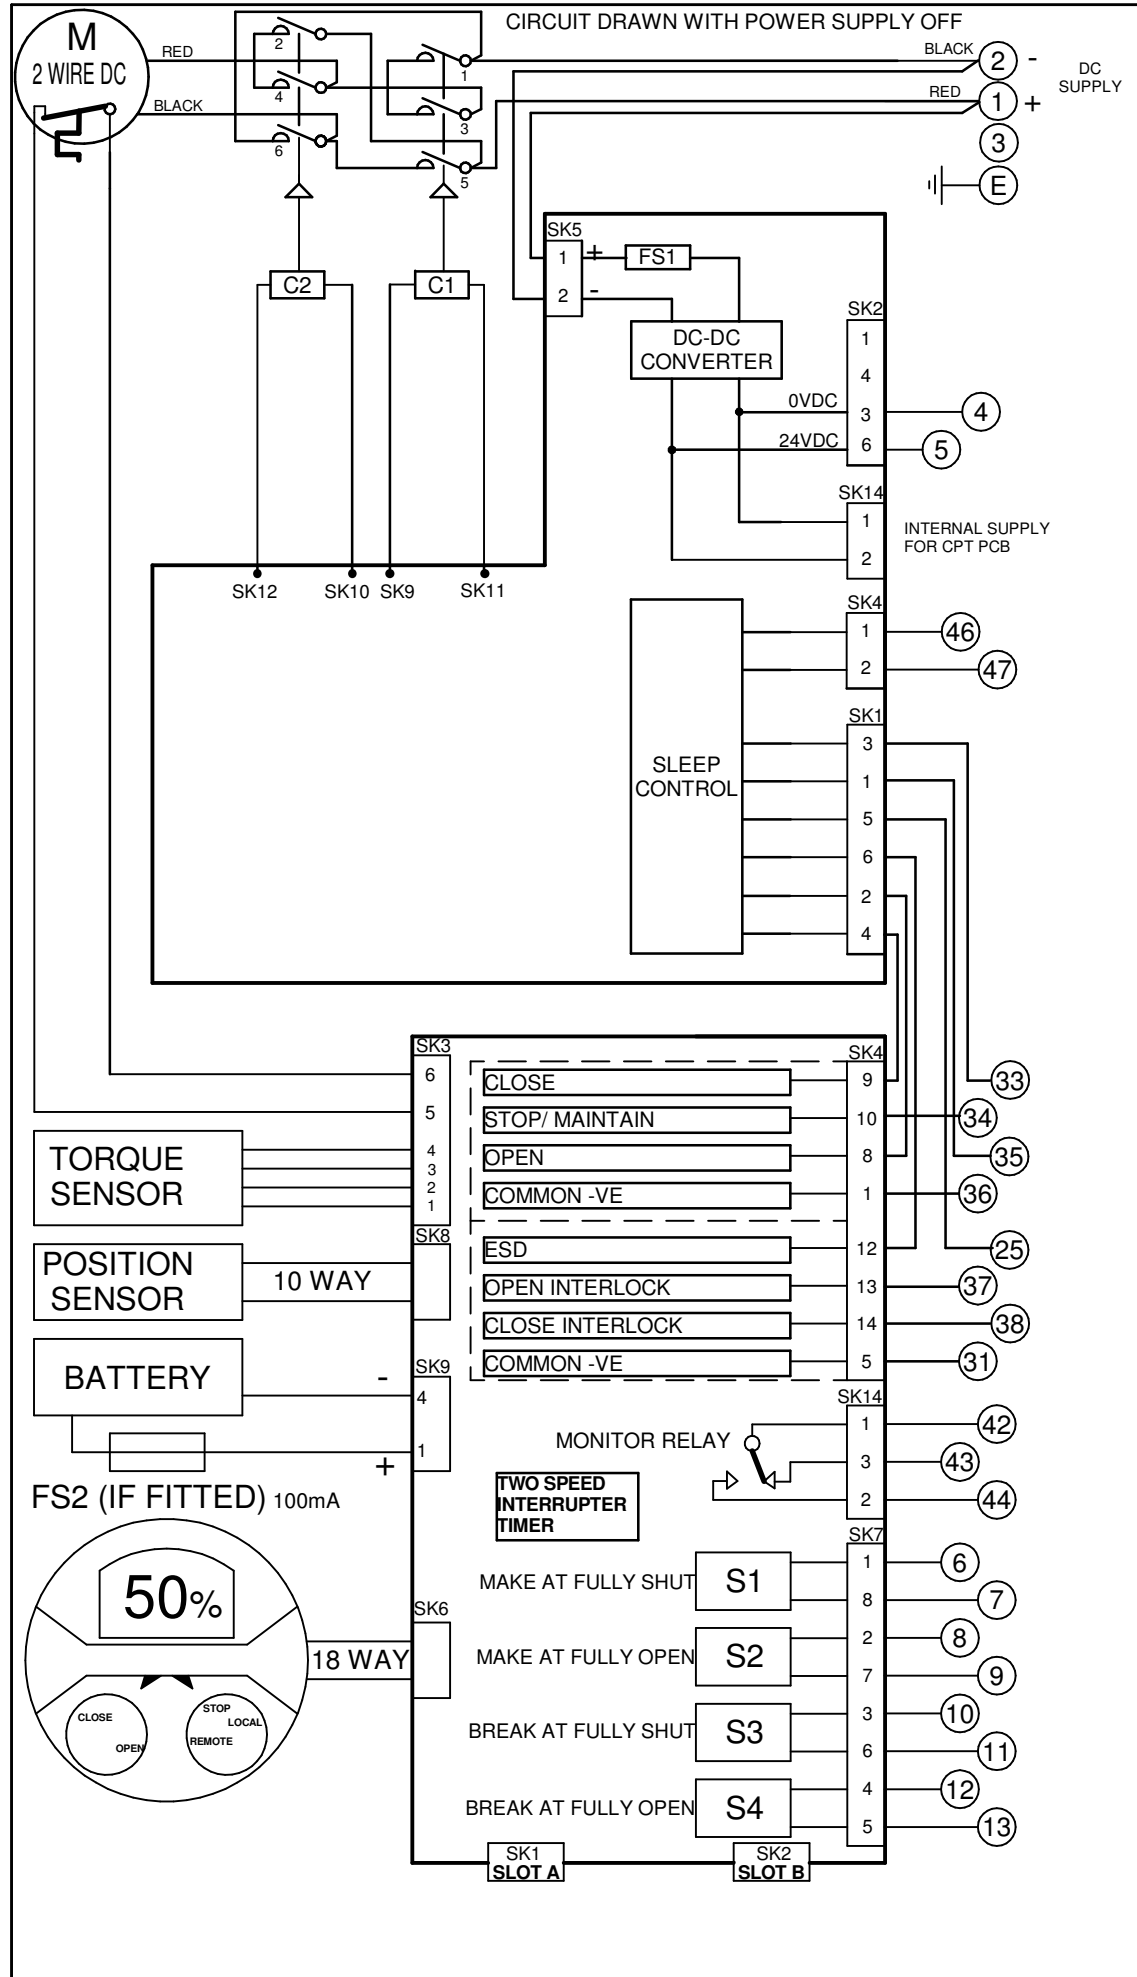 CIRCUIT DRAWN WITH POWER SUPPLY OFF
M
2 WIRE DC
RED
BLACK
2
4
6
1
3
5
BLACK
2 -
RED
1 +
DC
SUPPLY
3
E
C2
C1
SK5
1 +
2 -
FS1
DC-DC
CONVERTER
SK2
1
4
0VDC 3 4
24VDC 6 5
SK14
1
2
INTERNAL SUPPLY
FOR CPT PCB
SK12
SK10
SK9
SK11
SLEEP
CONTROL
SK4
1 46
2 47
SK1
3
1
5
6
2
4
SK3
6
5
4
3
2
1
TORQUE
SENSOR
SK8
POSITION
SENSOR
10 WAY
BATTERY
-
+
SK9
4
1
FS2 (IF FITTED) 100mA
50%
CLOSE
OPEN
STOP
LOCAL
REMOTE
18 WAY
SK6
SK4
CLOSE 9 33
STOP/ MAINTAIN 10 34
OPEN 8 35
COMMON -VE 1 36
ESD 12 25
OPEN INTERLOCK 13 37
CLOSE INTERLOCK 14 38
COMMON -VE 5 31
SK14
MONITOR RELAY
1 42
3 43
2 44
TWO SPEED
INTERRUPTER
TIMER
SK7
MAKE AT FULLY SHUT S1
1 6
8 7
MAKE AT FULLY OPEN S2
2 8
7 9
BREAK AT FULLY SHUT S3
3 10
6 11
BREAK AT FULLY OPEN S4
4 12
5 13
SK1
SLOT A
SK2
SLOT B